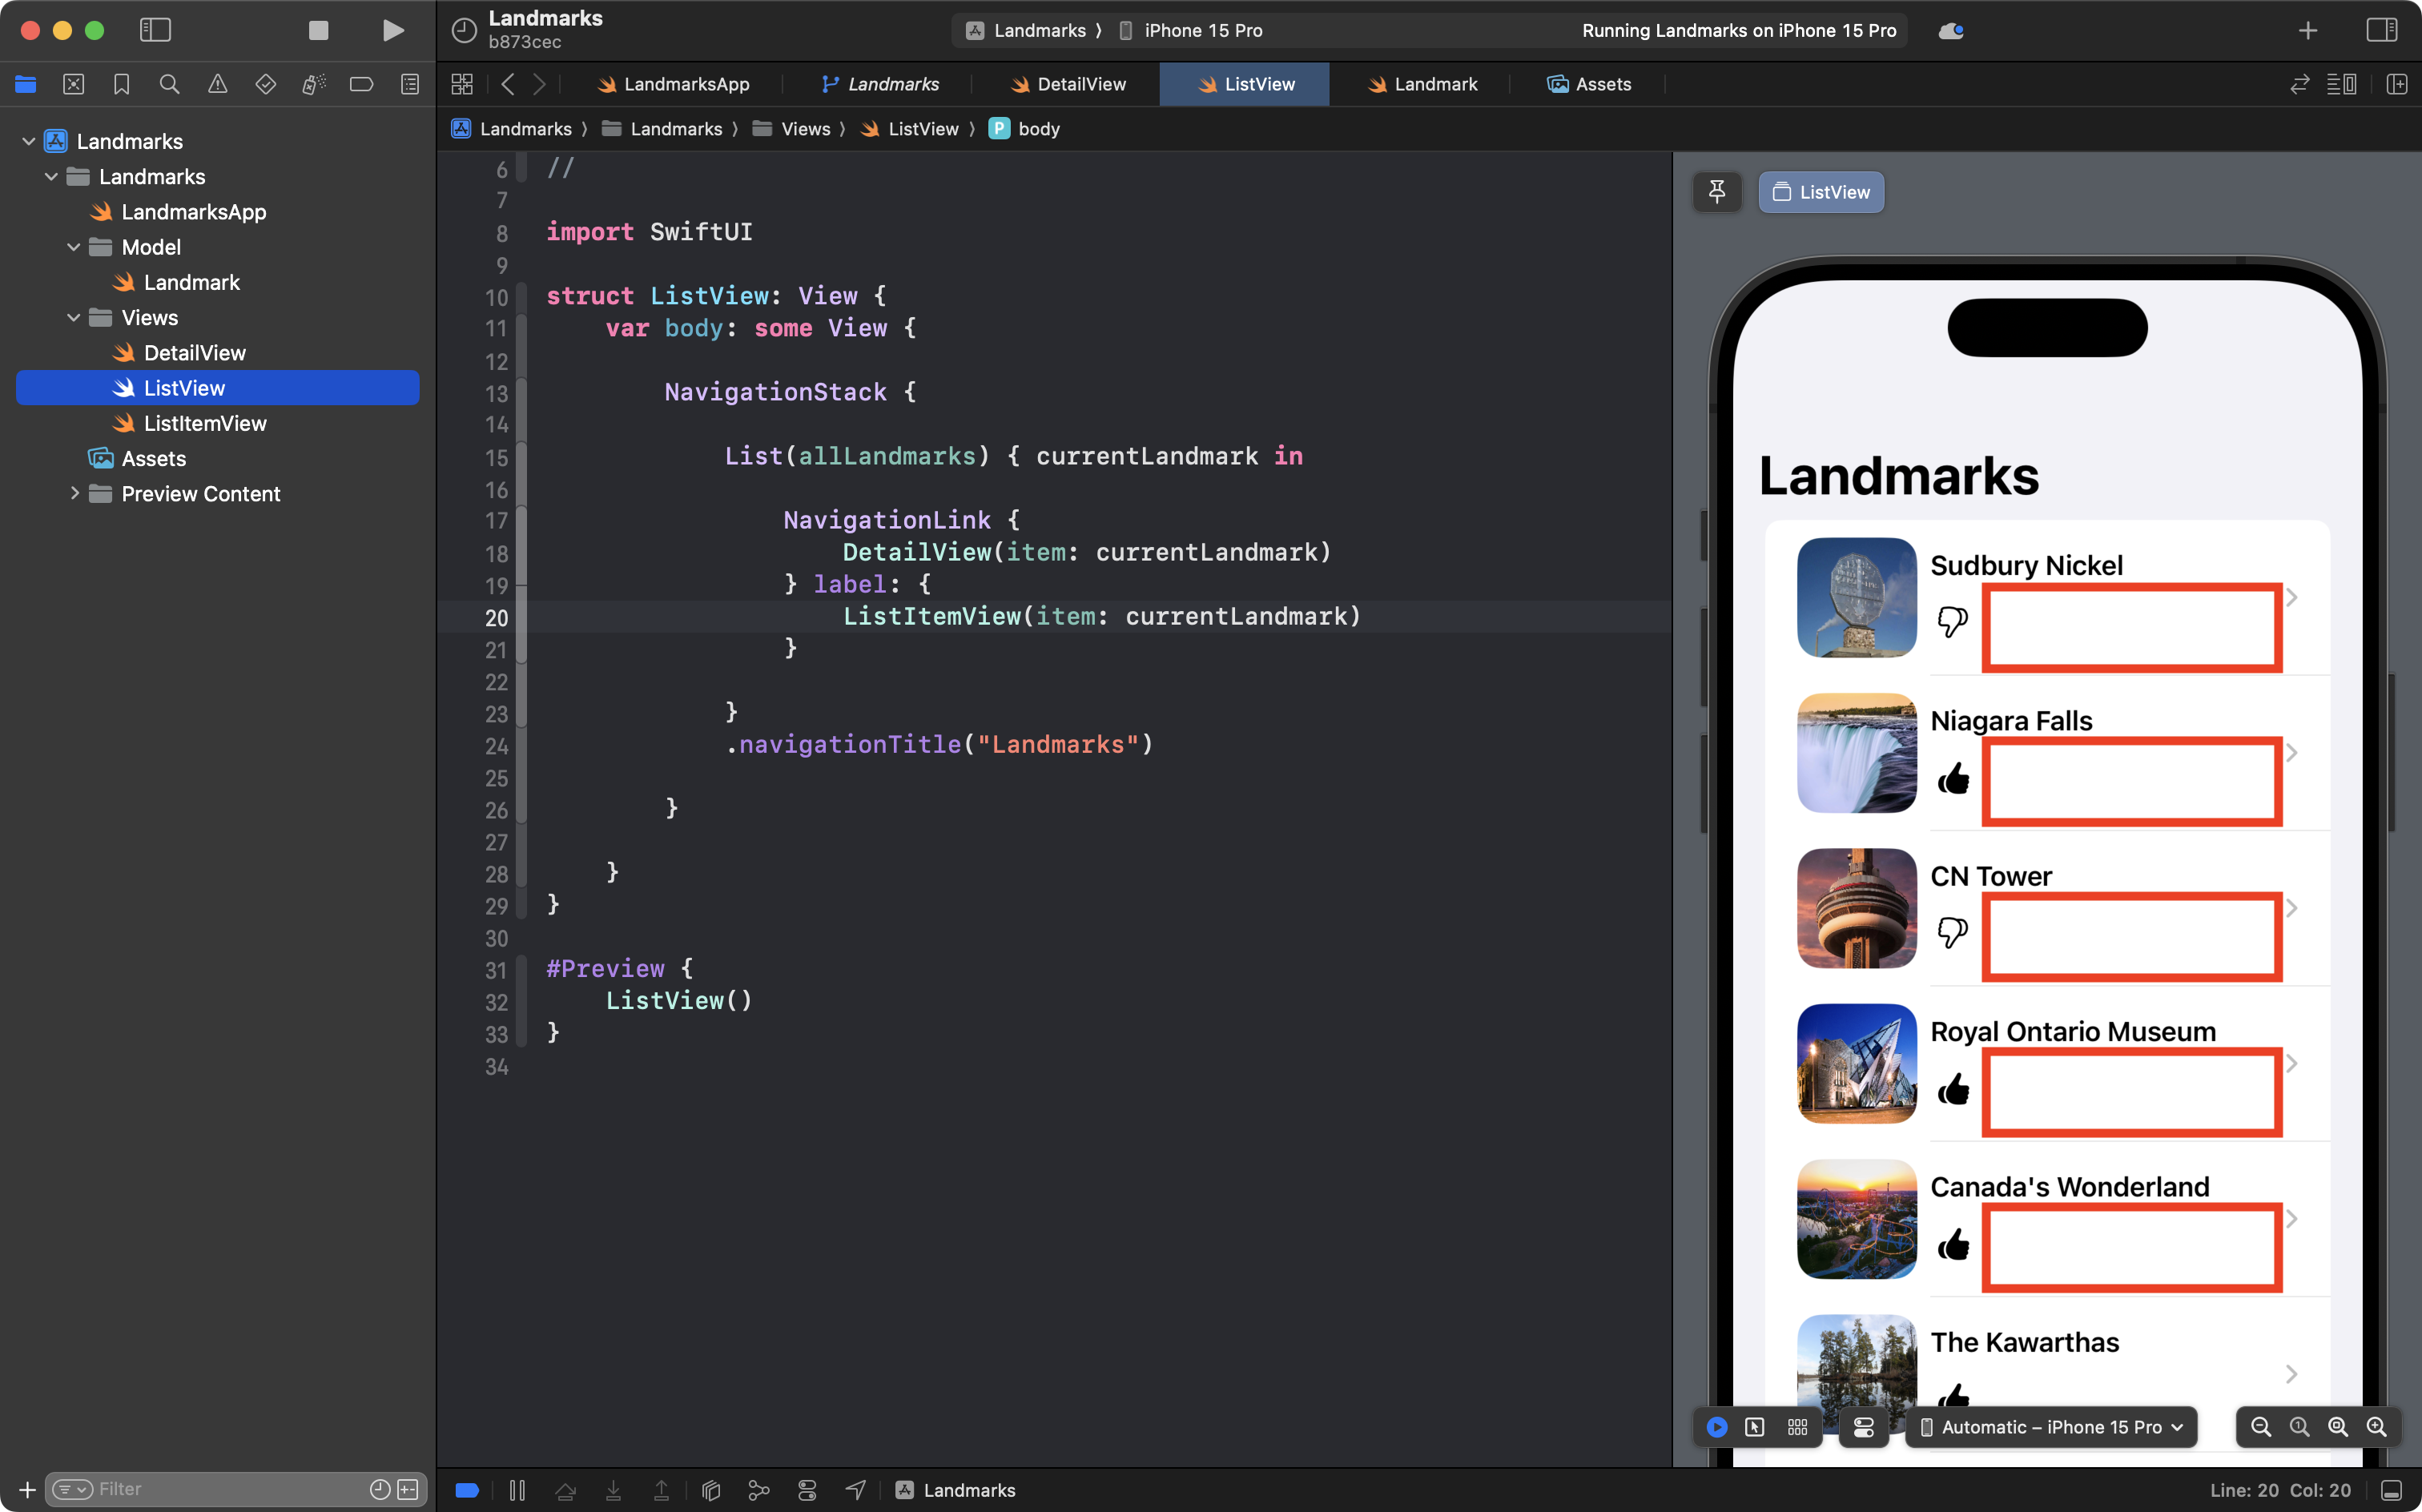 Landmarks
b873cec
Landmarks 〉 iPhone 15 Pro
Running Landmarks on iPhone 15 Pro
LandmarksApp
Landmarks
DetailView
ListView
Landmark
Assets
Landmarks 〉 Landmarks 〉 Views 〉 ListView 〉 P body
Landmarks
Landmarks
LandmarksApp
Model
Landmark
Views
DetailView
ListView
ListItemView
Assets
Preview Content
Filter
6 //
7
8 import SwiftUI
9
10 struct ListView: View {
11 var body: some View {
12
13 NavigationStack {
14
15 List(allLandmarks) { currentLandmark in
16
17 NavigationLink {
18 DetailView(item: currentLandmark)
19 } label: {
20 ListItemView(item: currentLandmark)
21 }
22
23 }
24 .navigationTitle("Landmarks")
25
26 }
27
28 }
29 }
30
31 #Preview {
32 ListView()
33 }
34
ListView
Landmarks
Sudbury Nickel
Niagara Falls
CN Tower
Royal Ontario Museum
Canada's Wonderland
The Kawarthas
Automatic – iPhone 15 Pro
Landmarks
Line: 20 Col: 20